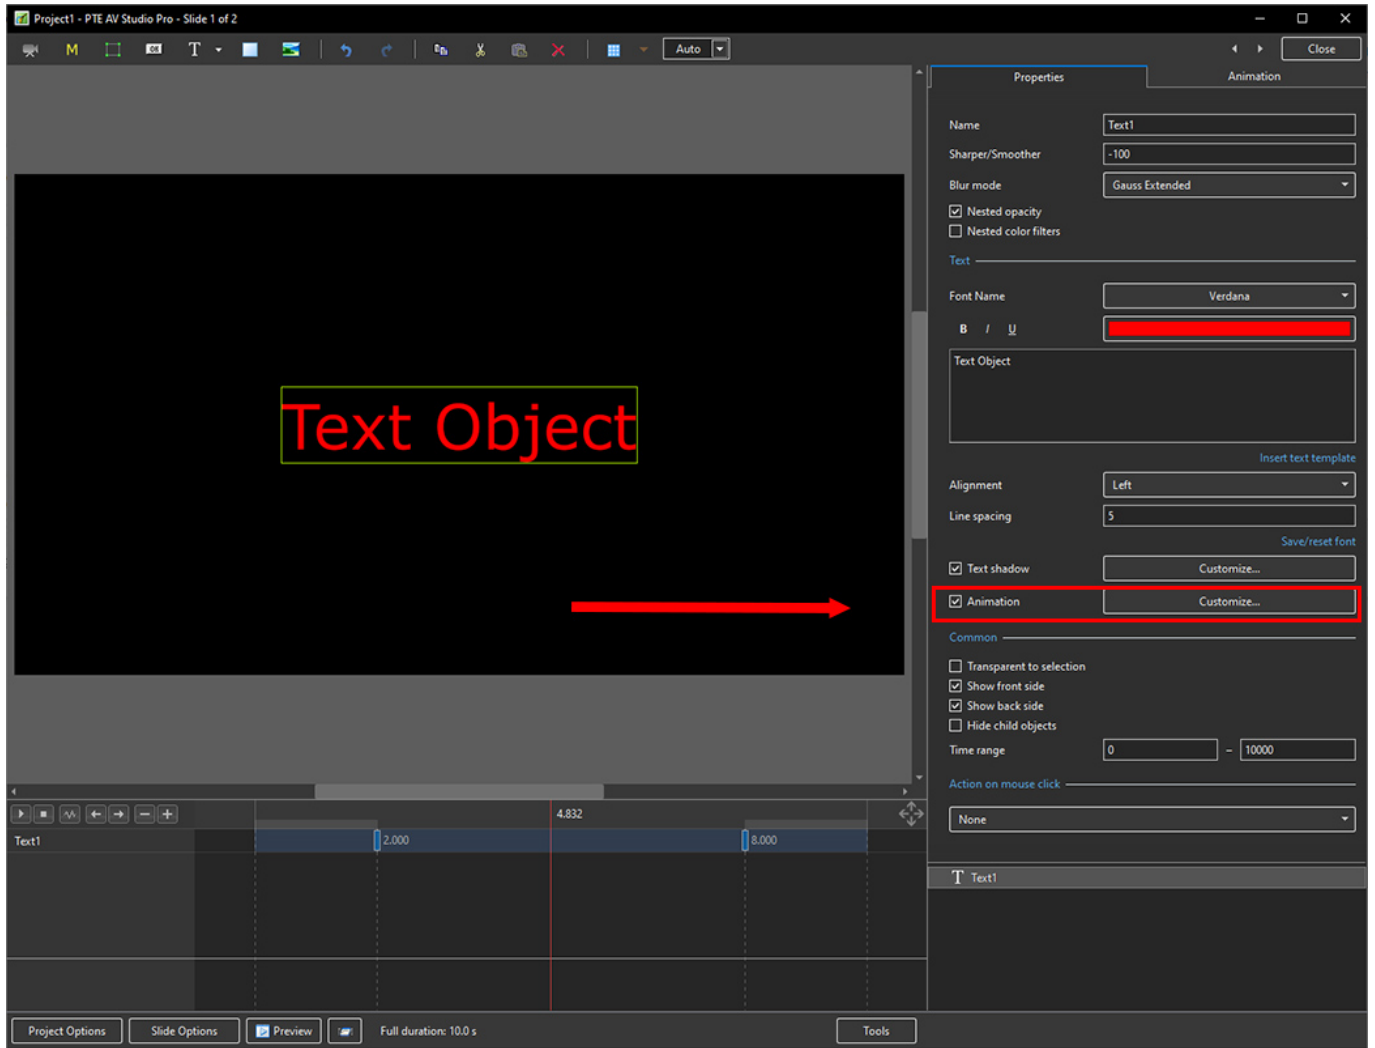 Project1 - PTE AV Studio Pro - Slide 1 of 2
M OK T Auto Close
Properties Animation
Name Text1
Sharper/Smoother -100
Blur mode Gauss Extended
Nested opacity
Nested color filters
Text
Font Name Verdana
B I U
Text Object
Text Object
Insert text template
Alignment Left
Line spacing 5
Save/reset font
Text shadow Customize...
Animation Customize...
Common
Transparent to selection
Show front side
Show back side
Hide child objects
Time range 0 – 10000
Action on mouse click
None
4.832
Text1 2.000 8.000
T Text1
Project Options Slide Options Preview Full duration: 10.0 s Tools